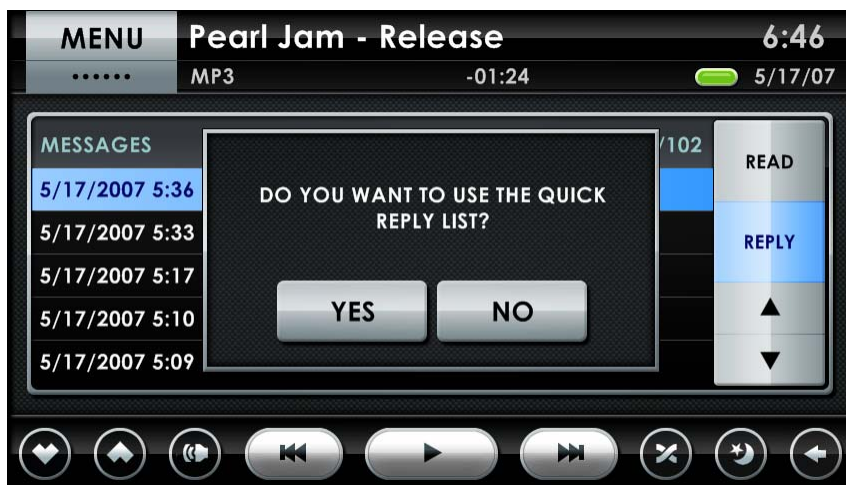 MENU
Pearl Jam - Release
6:46
MP3
-01:24
5/17/07
MESSAGES
/102
5/17/2007 5:36
5/17/2007 5:33
5/17/2007 5:17
5/17/2007 5:10
5/17/2007 5:09
DO YOU WANT TO USE THE QUICK
REPLY LIST?
YES
NO
READ
REPLY